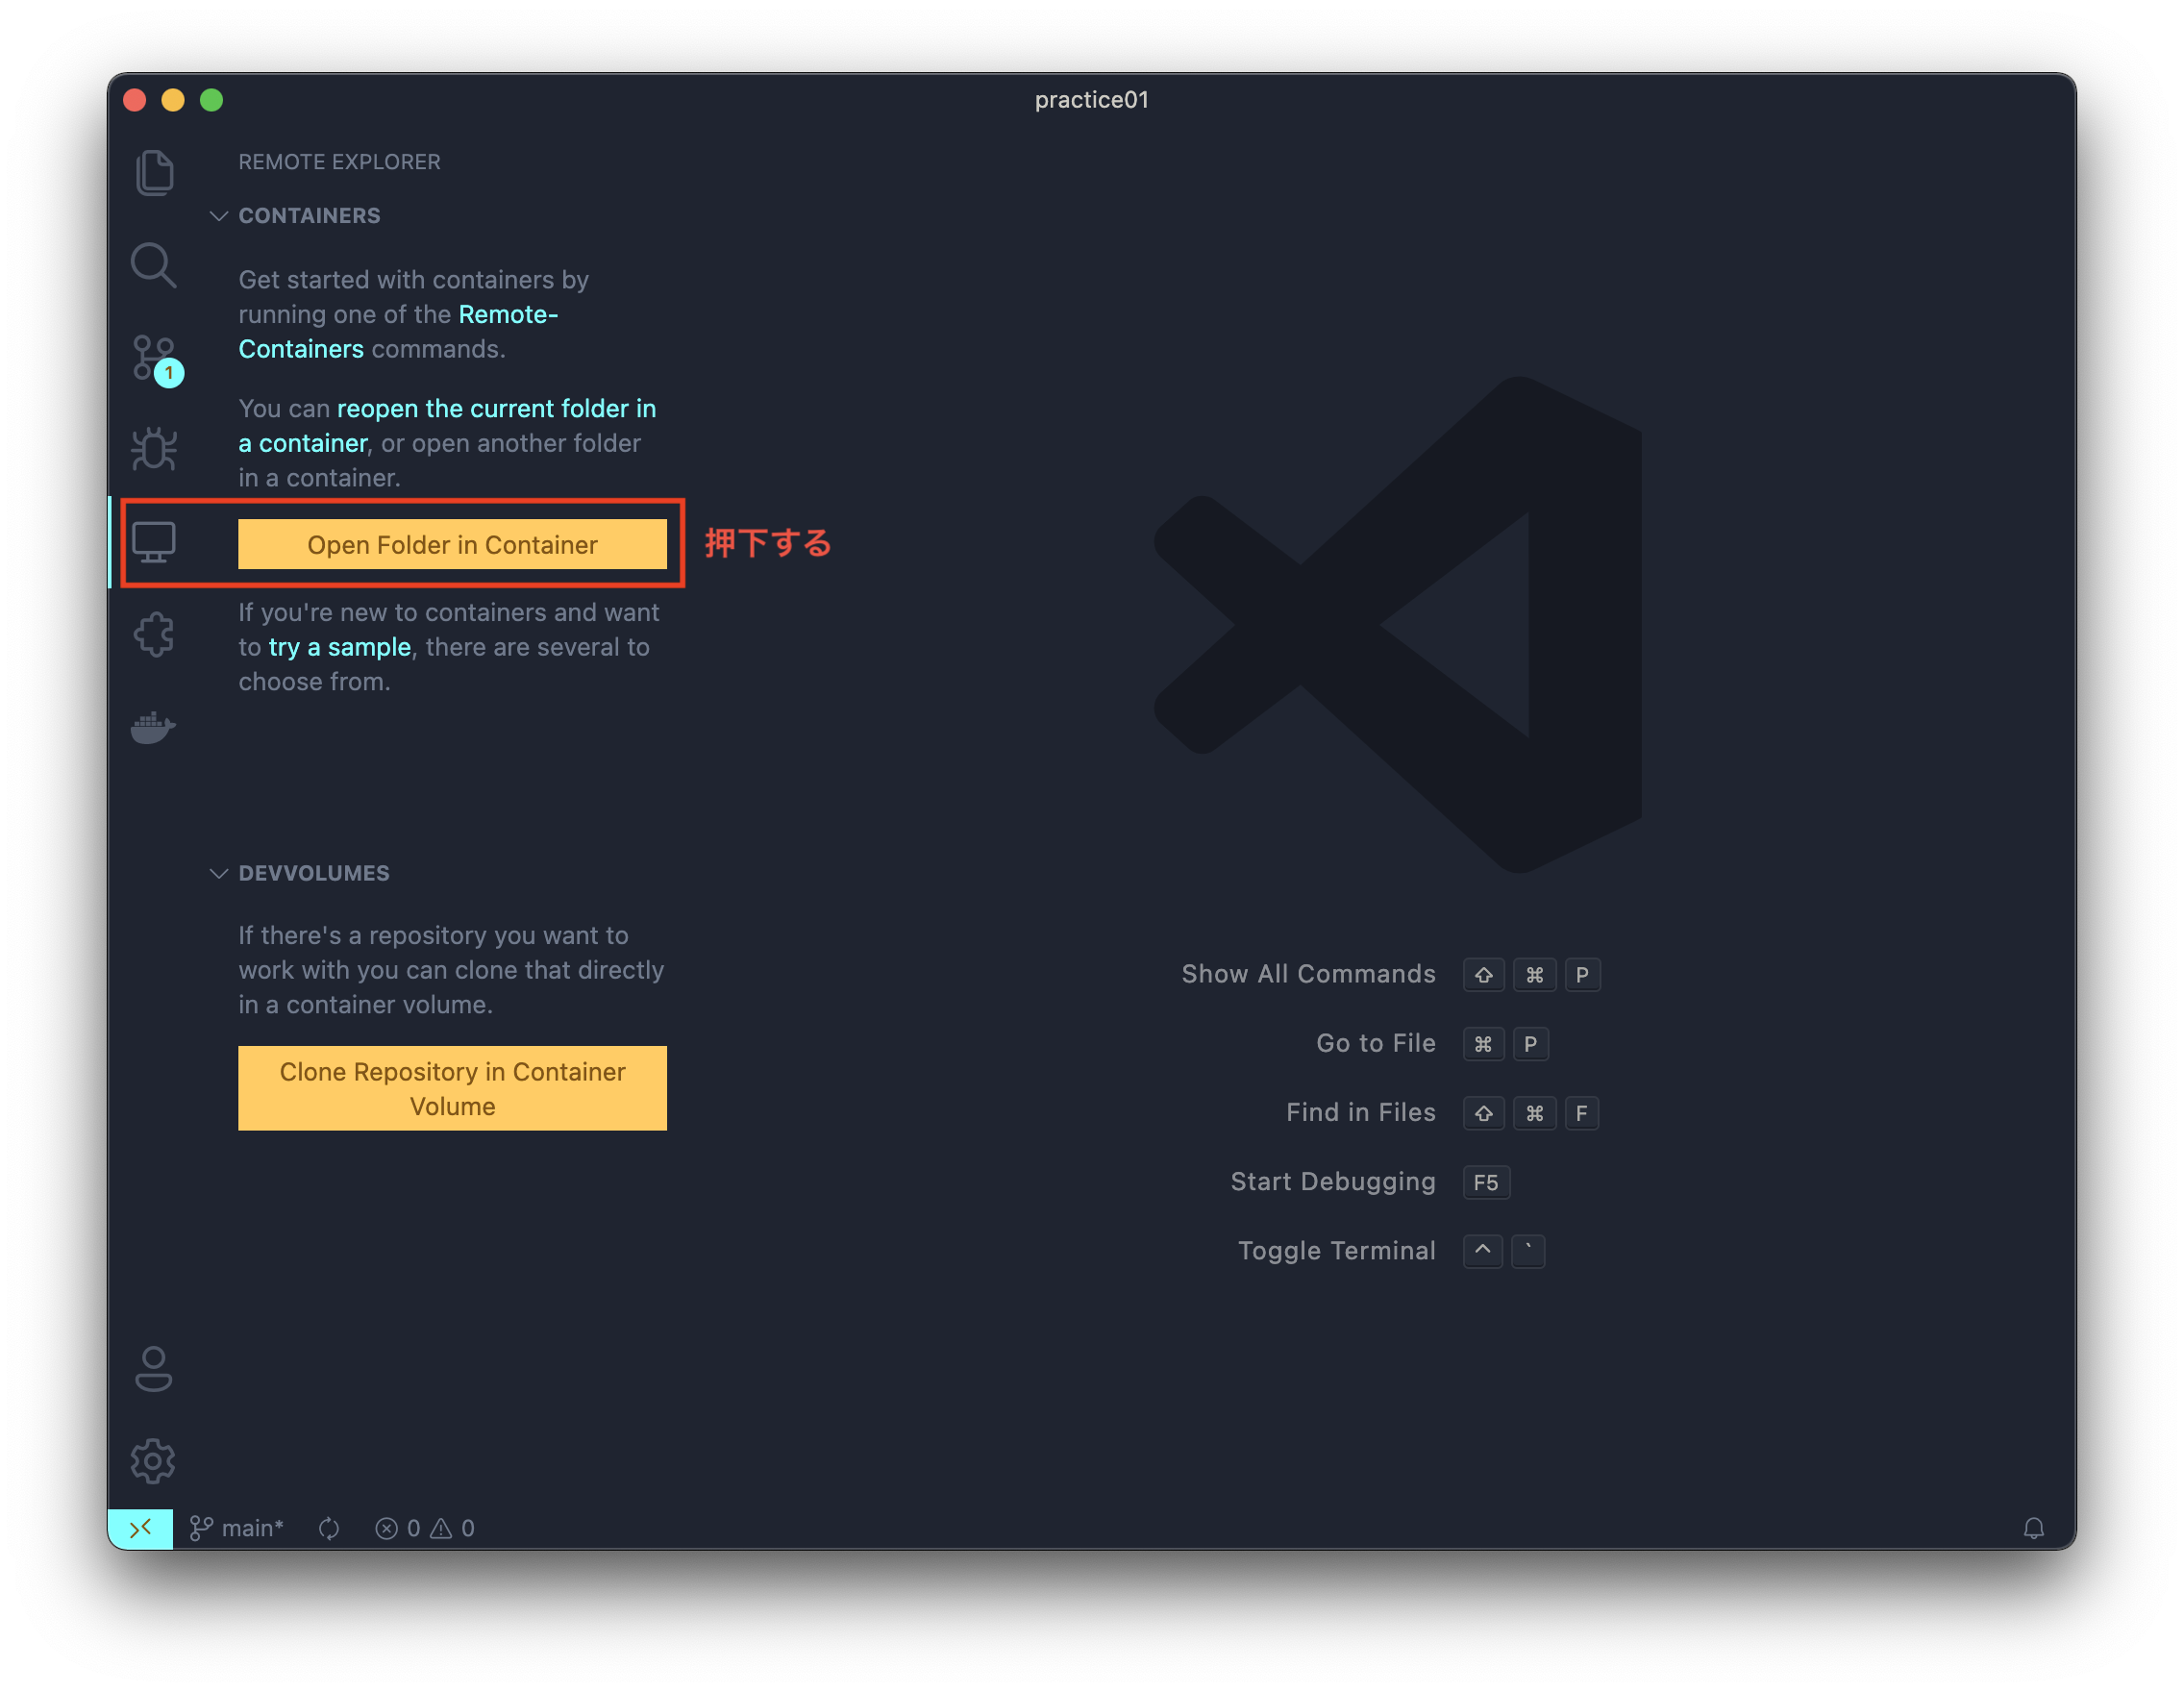 practice01
REMOTE EXPLORER
CONTAINERS
Get started with containers by
running one of the Remote-
Containers commands.
You can reopen the current folder in
a container, or open another folder
in a container.
Open Folder in Container
押下する
If you're new to containers and want
to try a sample, there are several to
choose from.
DEVVOLUMES
If there's a repository you want to
work with you can clone that directly
in a container volume.
Clone Repository in Container
Volume
1
Show All Commands ⇧ ⌘ P
Go to File ⌘ P
Find in Files ⇧ ⌘ F
Start Debugging F5
Toggle Terminal ^ `
main* 0 0